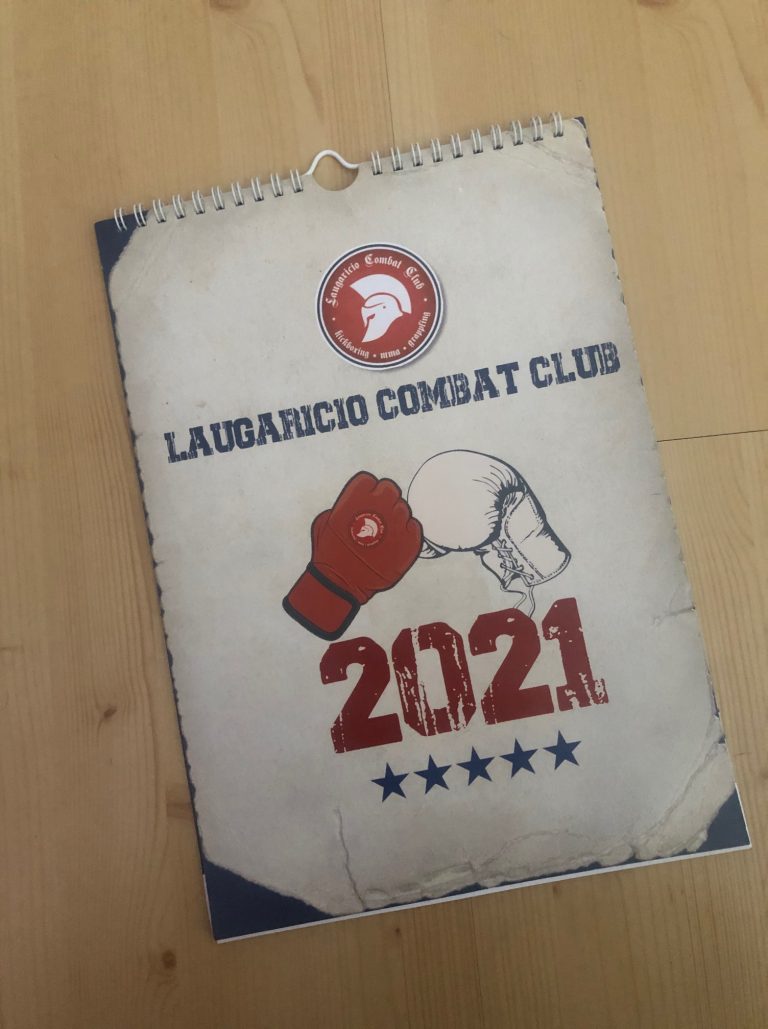 Laugaricio Combat Club
• kickboxing • mma • grappling •
LAUGARICIO COMBAT CLUB
2021